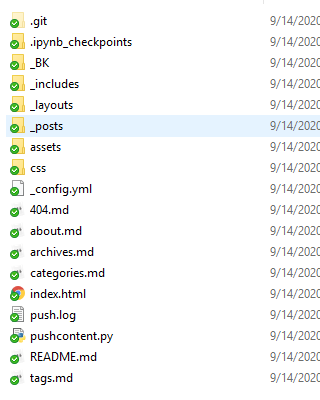 .git 9/14/2020
.ipynb_checkpoints 9/14/2020
_BK 9/14/2020
_includes 9/14/2020
_layouts 9/14/2020
_posts 9/14/2020
assets 9/14/2020
css 9/14/2020
_config.yml 9/14/2020
404.md 9/14/2020
about.md 9/14/2020
archives.md 9/14/2020
categories.md 9/14/2020
index.html 9/14/2020
push.log 9/14/2020
pushcontent.py 9/14/2020
README.md 9/14/2020
tags.md 9/14/2020